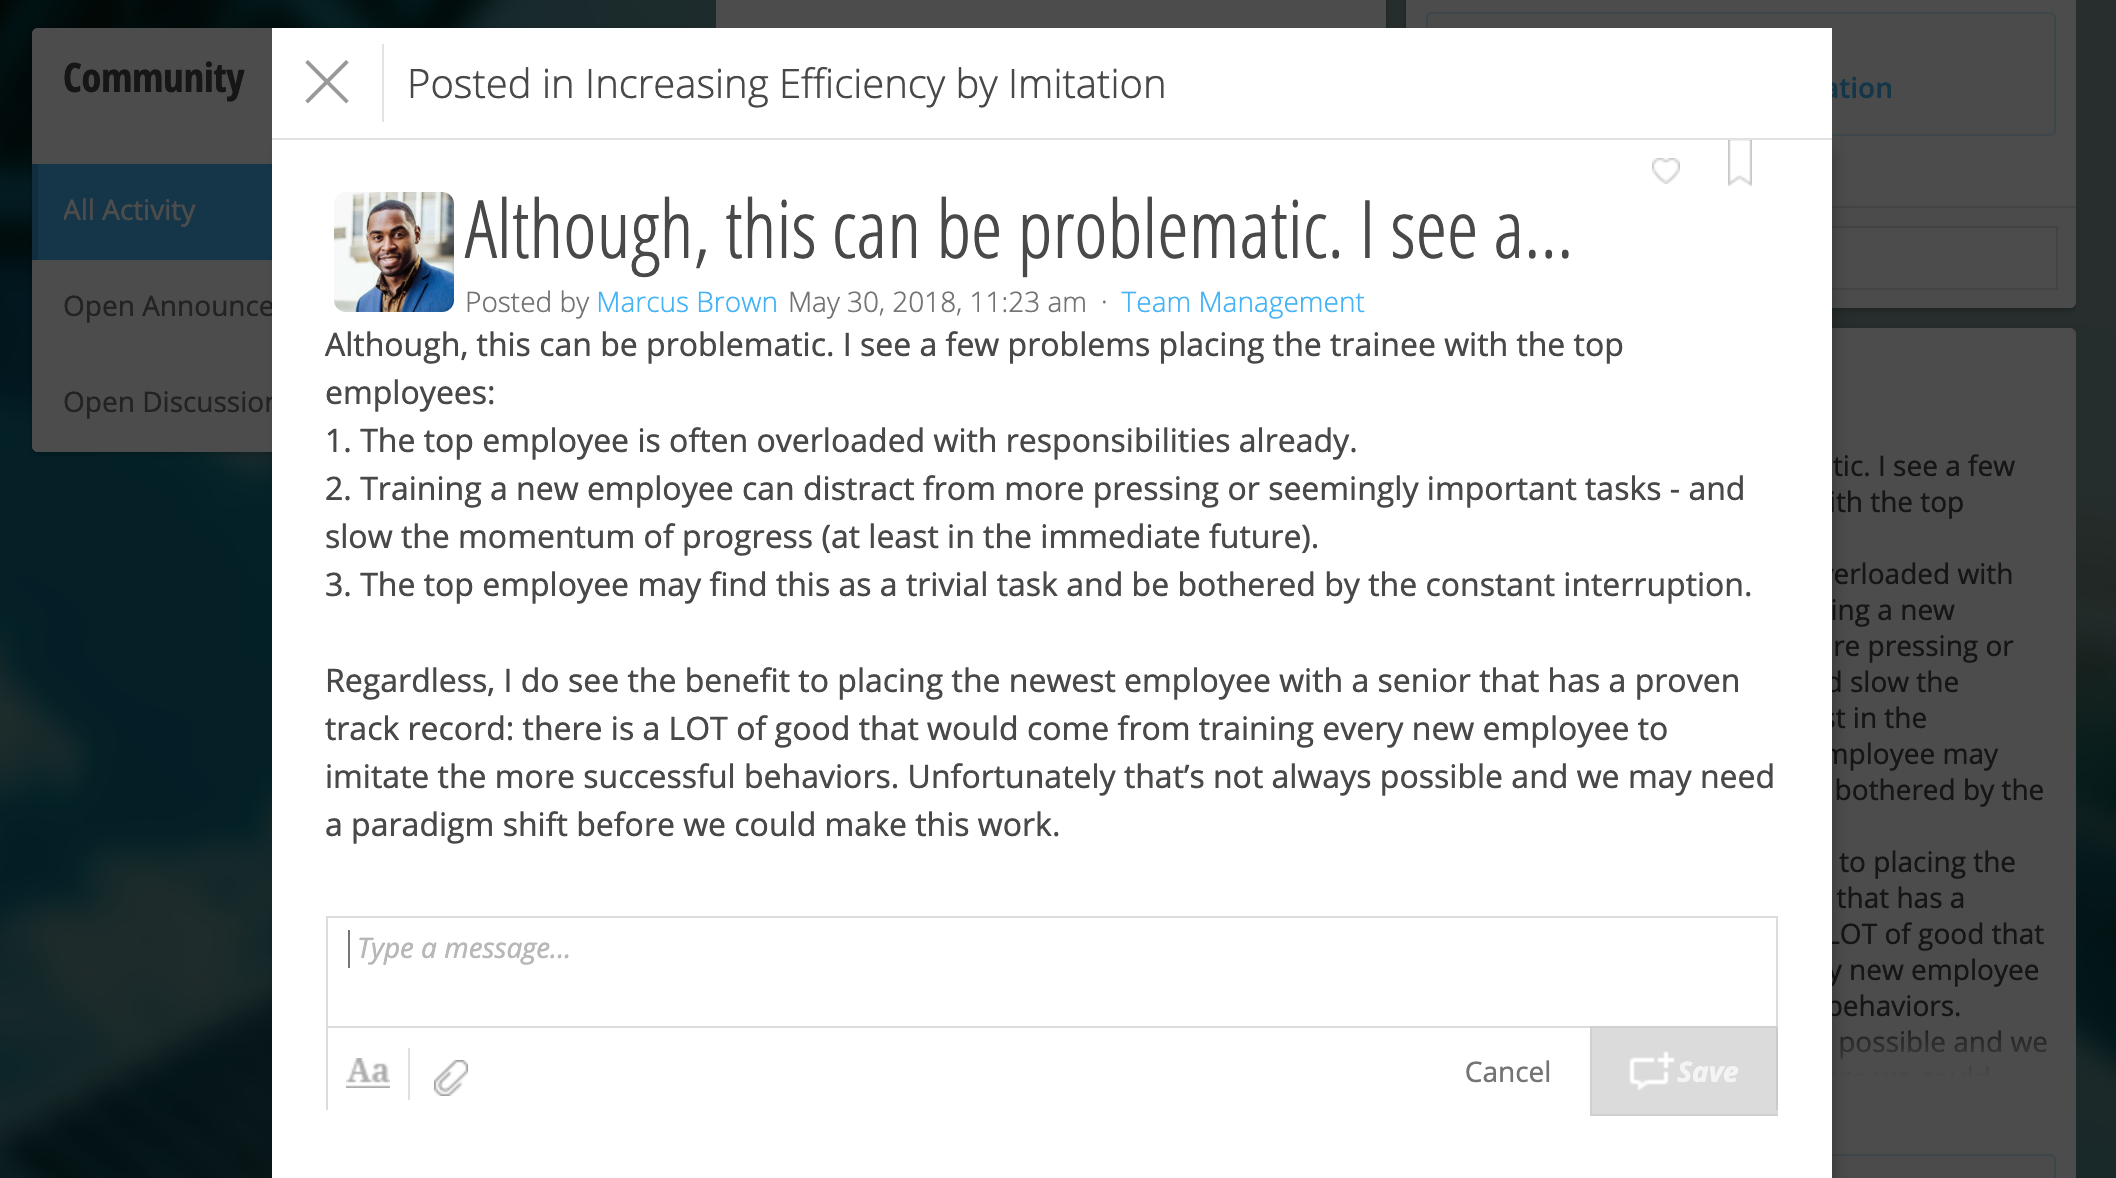 Community
All Activity
Open Announce
Open Discussion
Posted in Increasing Efficiency by Imitation
Although, this can be problematic. I see a...
Posted by Marcus Brown May 30, 2018, 11:23 am · Team Management
Although, this can be problematic. I see a few problems placing the trainee with the top
employees:
1. The top employee is often overloaded with responsibilities already.
2. Training a new employee can distract from more pressing or seemingly important tasks - and
slow the momentum of progress (at least in the immediate future).
3. The top employee may find this as a trivial task and be bothered by the constant interruption.
Regardless, I do see the benefit to placing the newest employee with a senior that has a proven
track record: there is a LOT of good that would come from training every new employee to
imitate the more successful behaviors. Unfortunately that’s not always possible and we may need
a paradigm shift before we could make this work.
Type a message...
Aa
Cancel
Save
ation
tic. I see a few
ith the top
erloaded with
ing a new
re pressing or
d slow the
st in the
mployee may
bothered by the
to placing the
that has a
LOT of good that
y new employee
behaviors.
possible and we